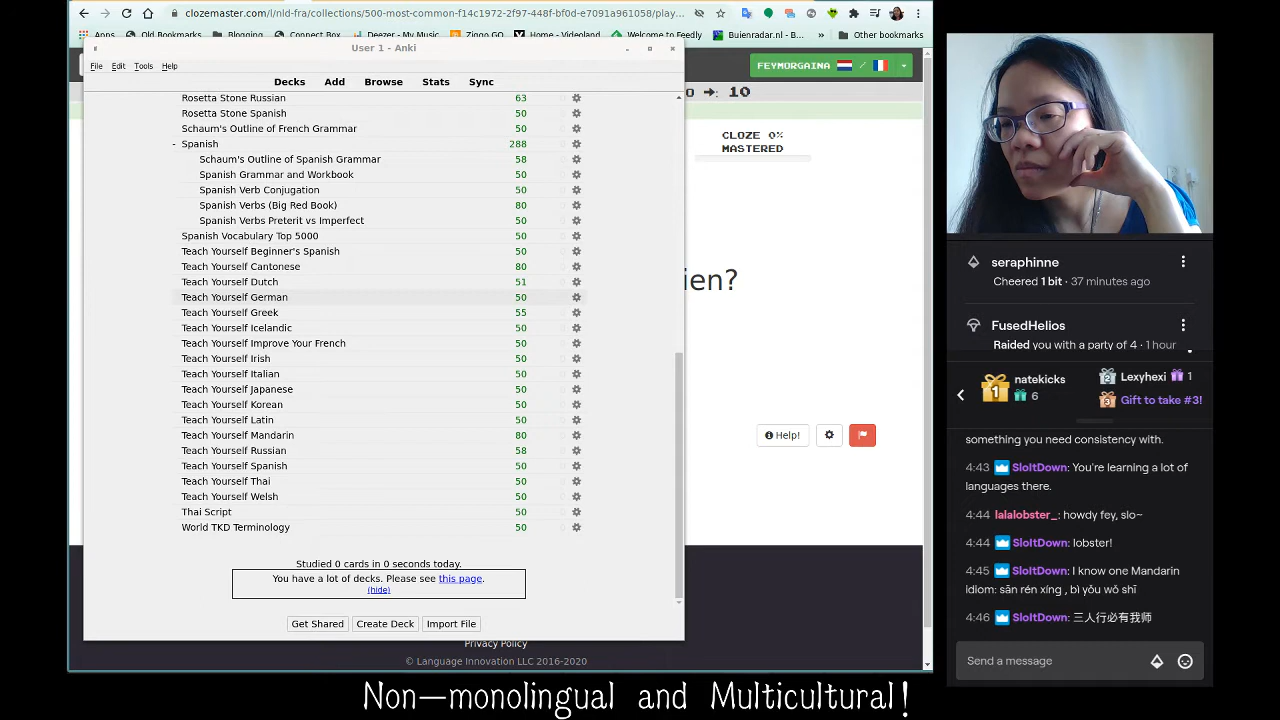 clozemaster.com/l/nld-fra/collections/500-most-common-f14c1972-2f97-448f-bf0d-e7091a961058/play...
Apps Old Bookmarks Blogging Connect Box Deezer - My Music Ziggo GO Home - Videoland Welcome to Feedly Buienradar.nl / B... » Other bookmarks
User 1 - Anki
File Edit Tools Help
Decks Add Browse Stats Sync
Rosetta Stone Russian 63
Rosetta Stone Spanish 50
Schaum's Outline of French Grammar 50
- Spanish 288
Schaum's Outline of Spanish Grammar 58
Spanish Grammar and Workbook 50
Spanish Verb Conjugation 50
Spanish Verbs (Big Red Book) 80
Spanish Verbs Preterit vs Imperfect 50
Spanish Vocabulary Top 5000 50
Teach Yourself Beginner's Spanish 50
Teach Yourself Cantonese 80
Teach Yourself Dutch 51
Teach Yourself German 50
Teach Yourself Greek 55
Teach Yourself Icelandic 50
Teach Yourself Improve Your French 50
Teach Yourself Irish 50
Teach Yourself Italian 50
Teach Yourself Japanese 50
Teach Yourself Korean 50
Teach Yourself Latin 50
Teach Yourself Mandarin 80
Teach Yourself Russian 58
Teach Yourself Spanish 50
Teach Yourself Thai 50
Teach Yourself Welsh 50
Thai Script 50
World TKD Terminology 50
Studied 0 cards in 0 seconds today.
You have a lot of decks. Please see this page.
(hide)
Get Shared Create Deck Import File
FEYMORGAINA /
0 →: 10
CLOZE 0%
MASTERED
ien?
Help!
Privacy Policy
© Language Innovation LLC 2016-2020
seraphinne
Cheered 1 bit · 37 minutes ago
FusedHelios
Raided you with a party of 4 · 1 hour
1 natekicks
6
2 Lexyhexi 1
Gift to take #3!
something you need consistency with.
4:43 SloItDown: You're learning a lot of
languages there.
4:44 lalalobster_: howdy fey, slo~
4:44 SloItDown: lobster!
4:45 SloItDown: I know one Mandarin
idiom: sān rén xíng , bì yǒu wǒ shī
4:46 SloItDown: 三人行必有我师
Send a message
Non-monolingual and Multicultural!